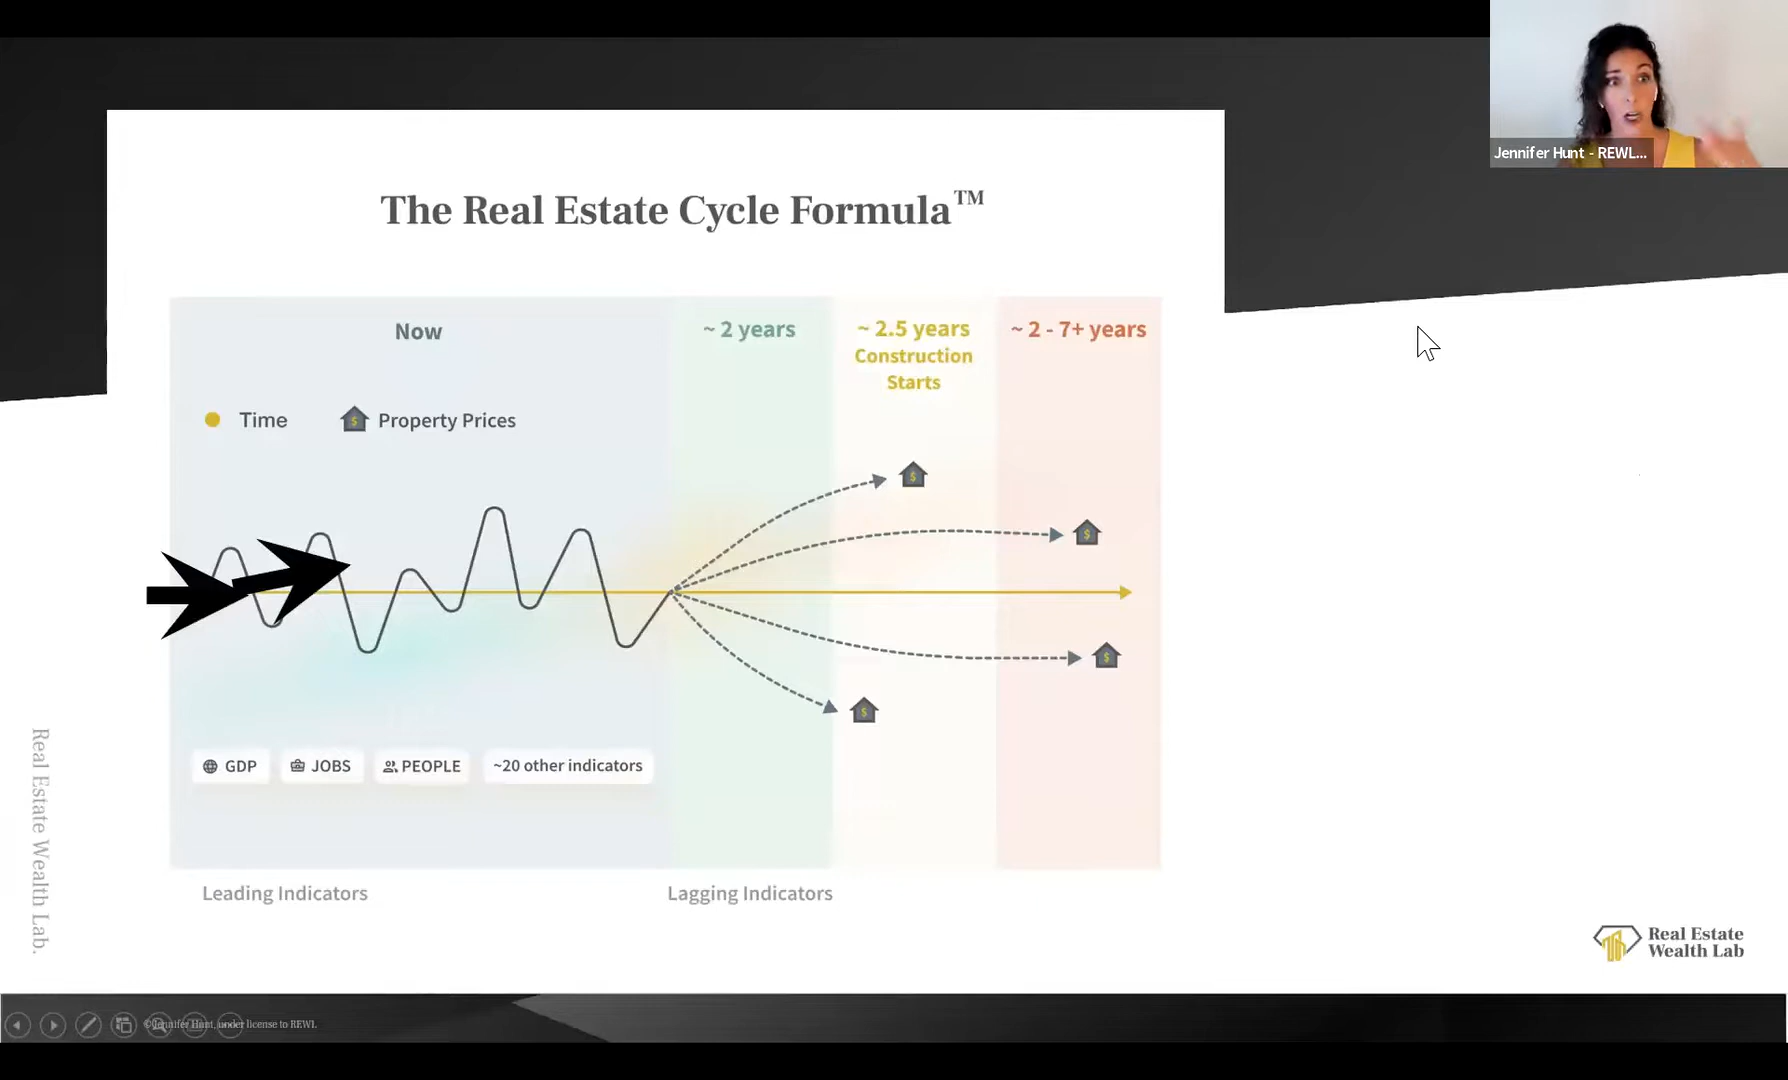 Jennifer Hunt - REWL...
The Real Estate Cycle Formula™
Now
~ 2 years
~ 2.5 years
Construction
Starts
~ 2 - 7+ years
Time
Property Prices
$
$
$
$
$
GDP
JOBS
PEOPLE
~20 other indicators
Leading Indicators
Lagging Indicators
Real Estate Wealth Lab.
Real Estate
Wealth Lab
©Jennifer Hunt, under license to REWL